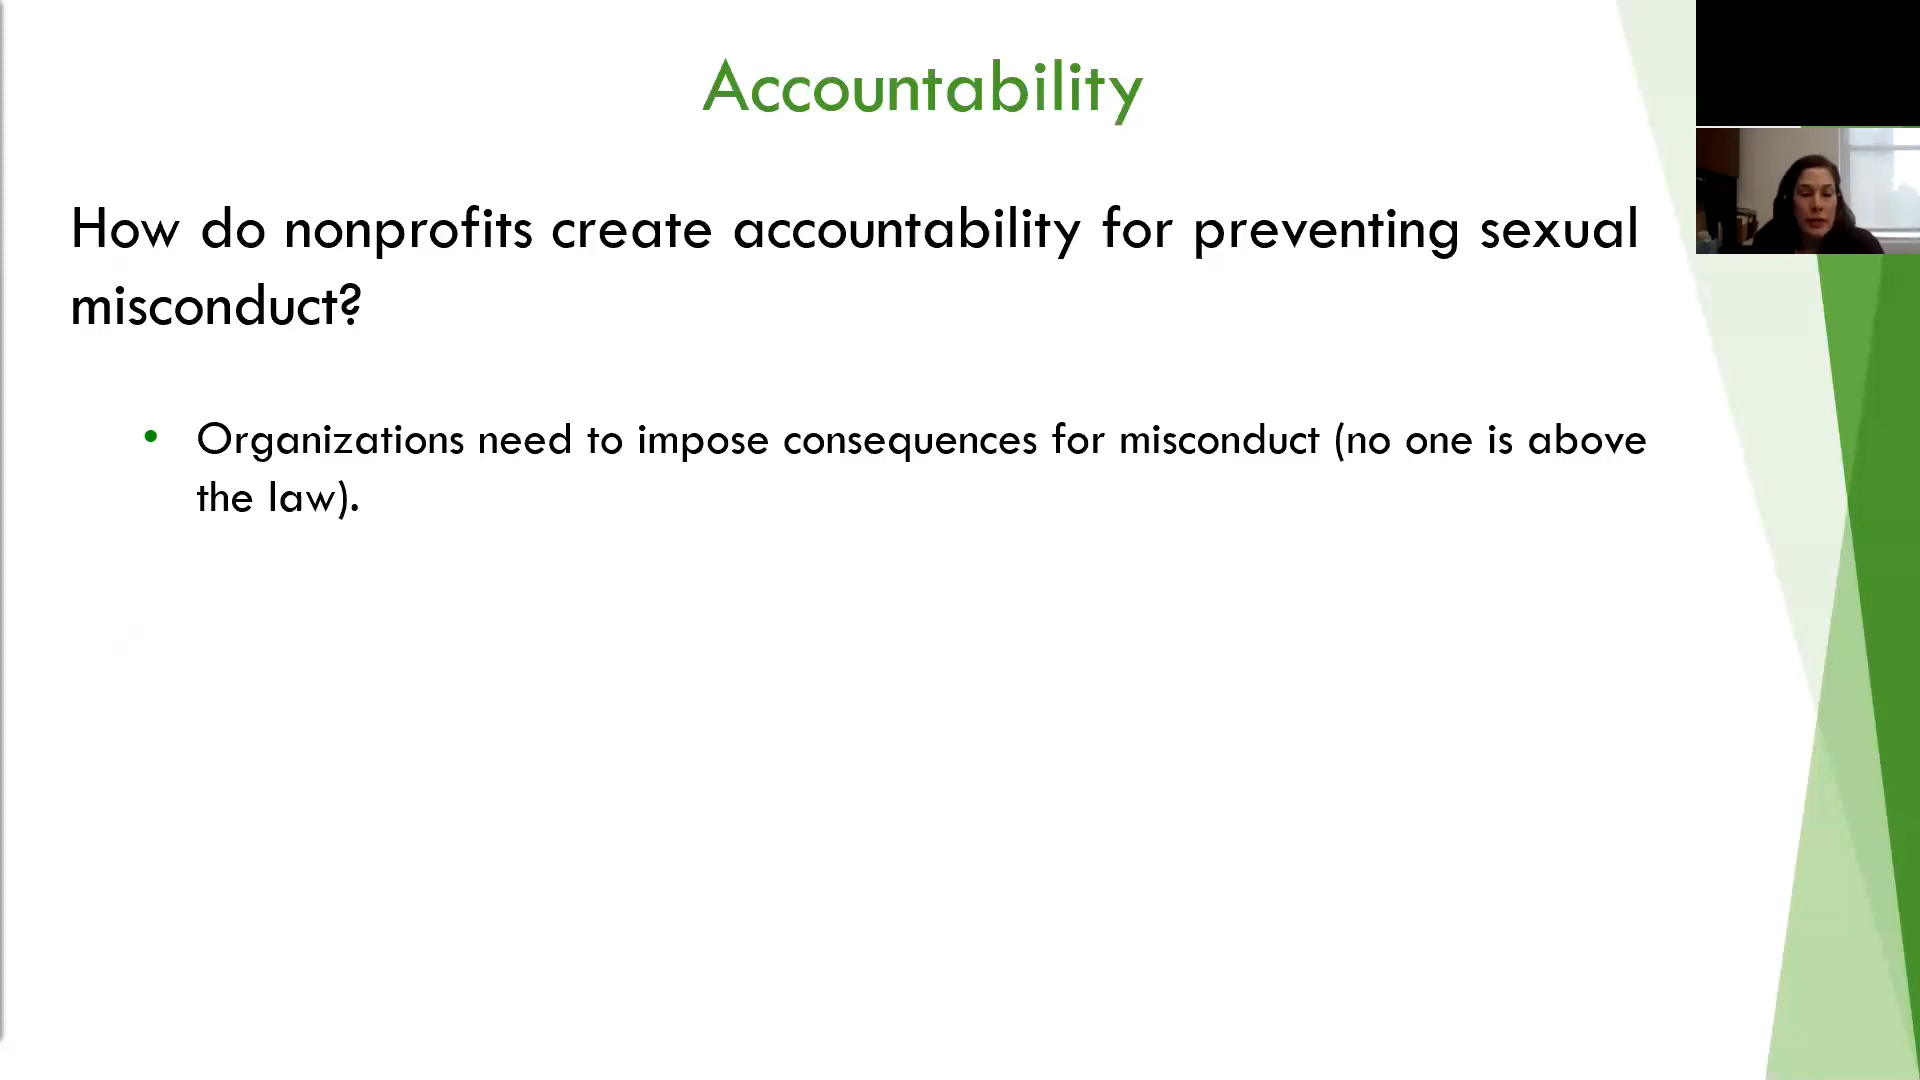 Accountability
How do nonprofits create accountability for preventing sexual
misconduct?
• Organizations need to impose consequences for misconduct (no one is above
the law).